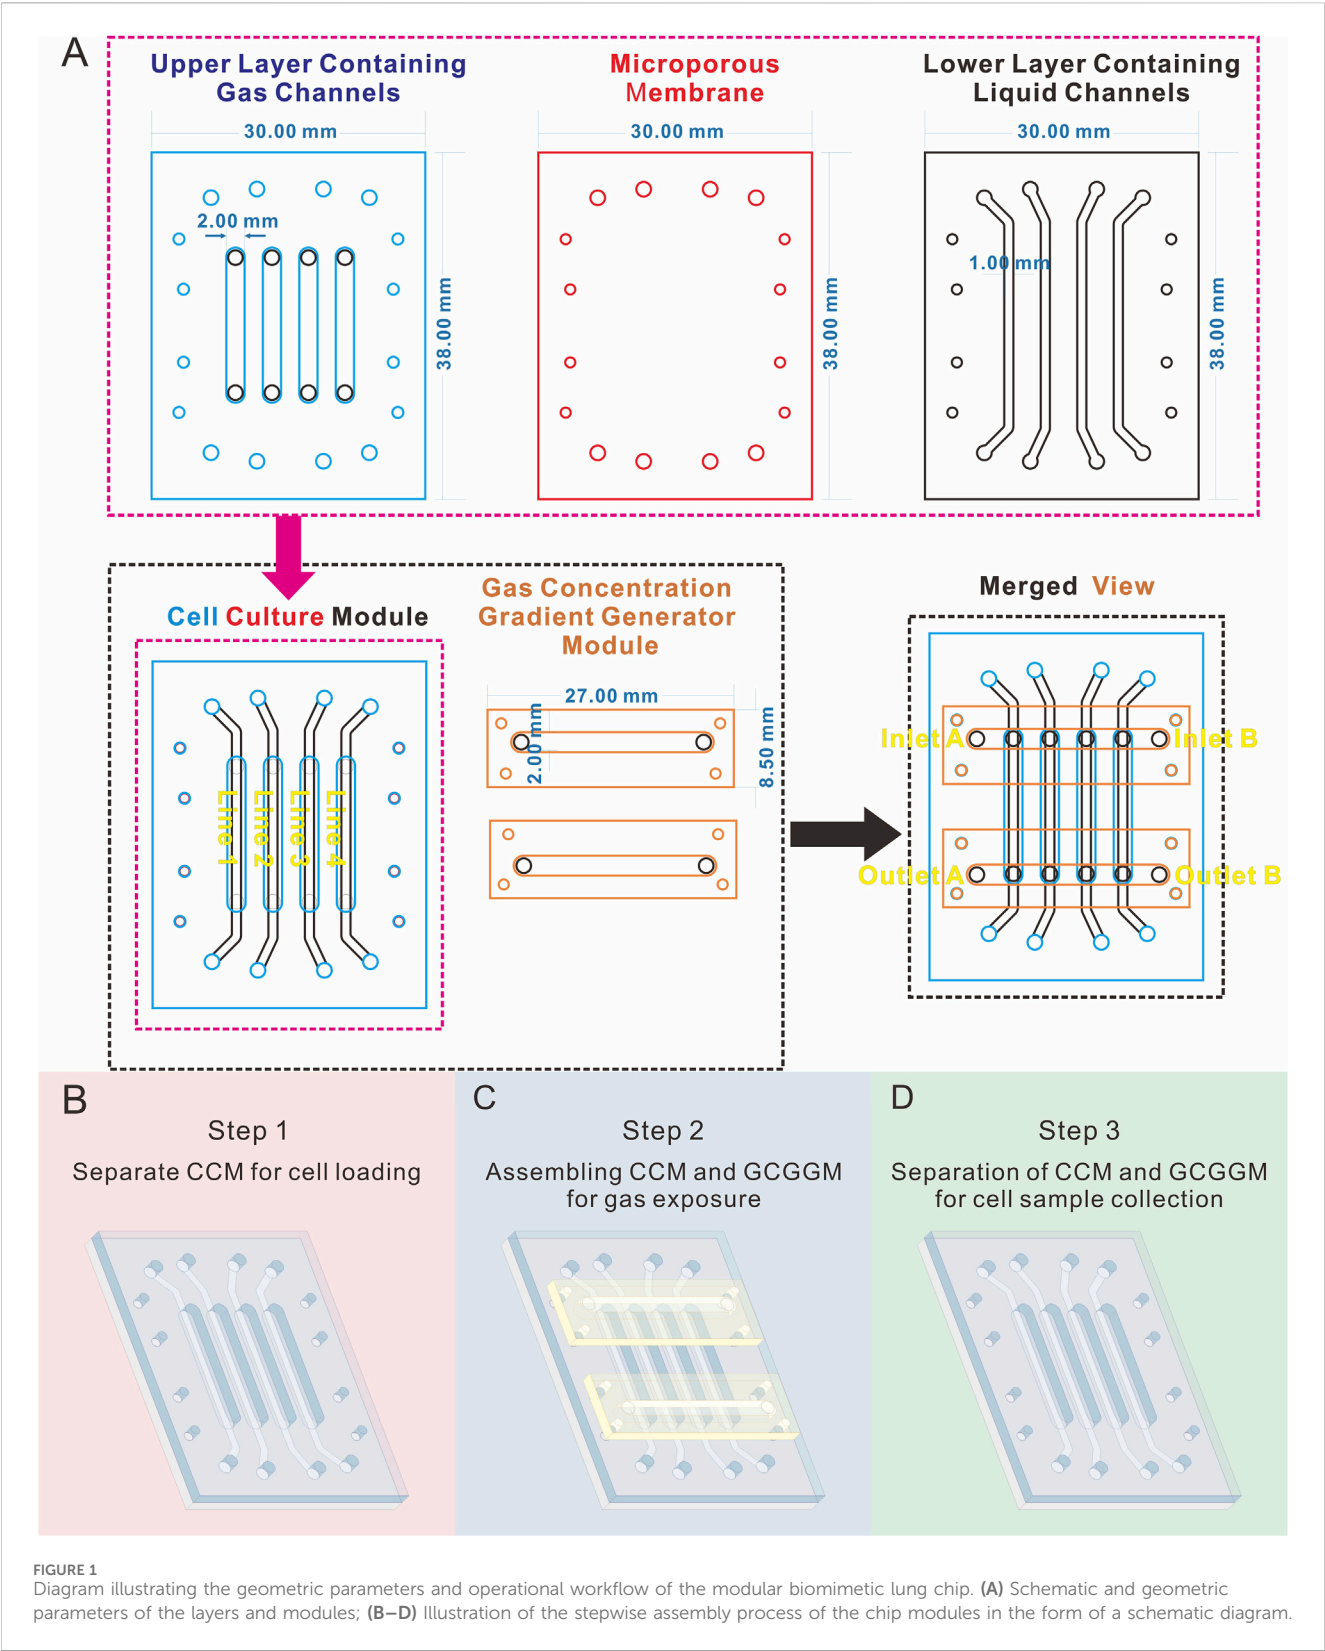 A
Upper Layer Containing
Gas Channels
Microporous
Membrane
Lower Layer Containing
Liquid Channels
30.00 mm
30.00 mm
30.00 mm
2.00 mm
38.00 mm
38.00 mm
1.00 mm
38.00 mm
Cell Culture Module
Line 1
Line 2
Line 3
Line 4
Gas Concentration
Gradient Generator
Module
27.00 mm
2.00 mm
8.50 mm
Merged View
Inlet A
Inlet B
Outlet A
Outlet B
B
Step 1
Separate CCM for cell loading
C
Step 2
Assembling CCM and GCGGM
for gas exposure
D
Step 3
Separation of CCM and GCGGM
for cell sample collection
FIGURE 1
Diagram illustrating the geometric parameters and operational workflow of the modular biomimetic lung chip. (A) Schematic and geometric
parameters of the layers and modules; (B–D) Illustration of the stepwise assembly process of the chip modules in the form of a schematic diagram.